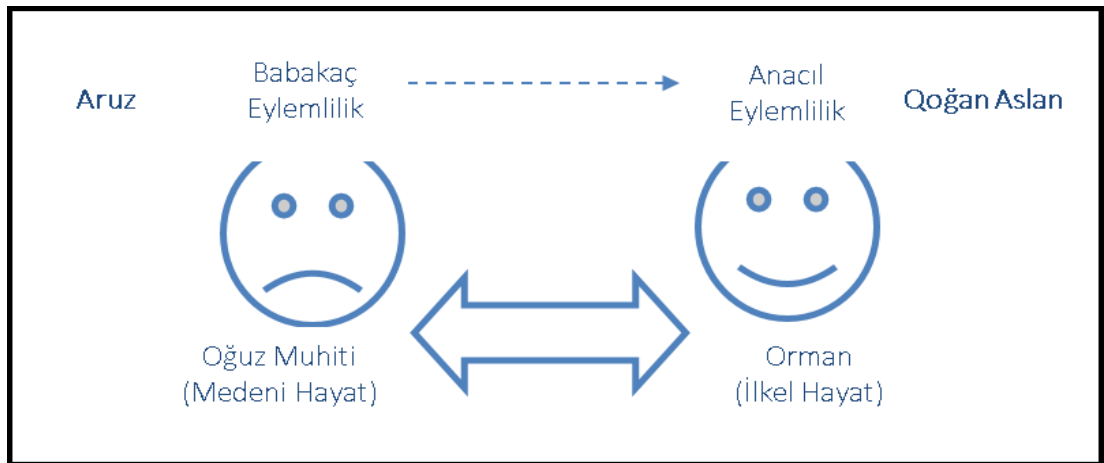 Aruz
Babakaç
Eylemlilik
Anacıl
Eylemlilik
Qoğan Aslan
Oğuz Muhiti
(Medeni Hayat)
Orman
(İlkel Hayat)